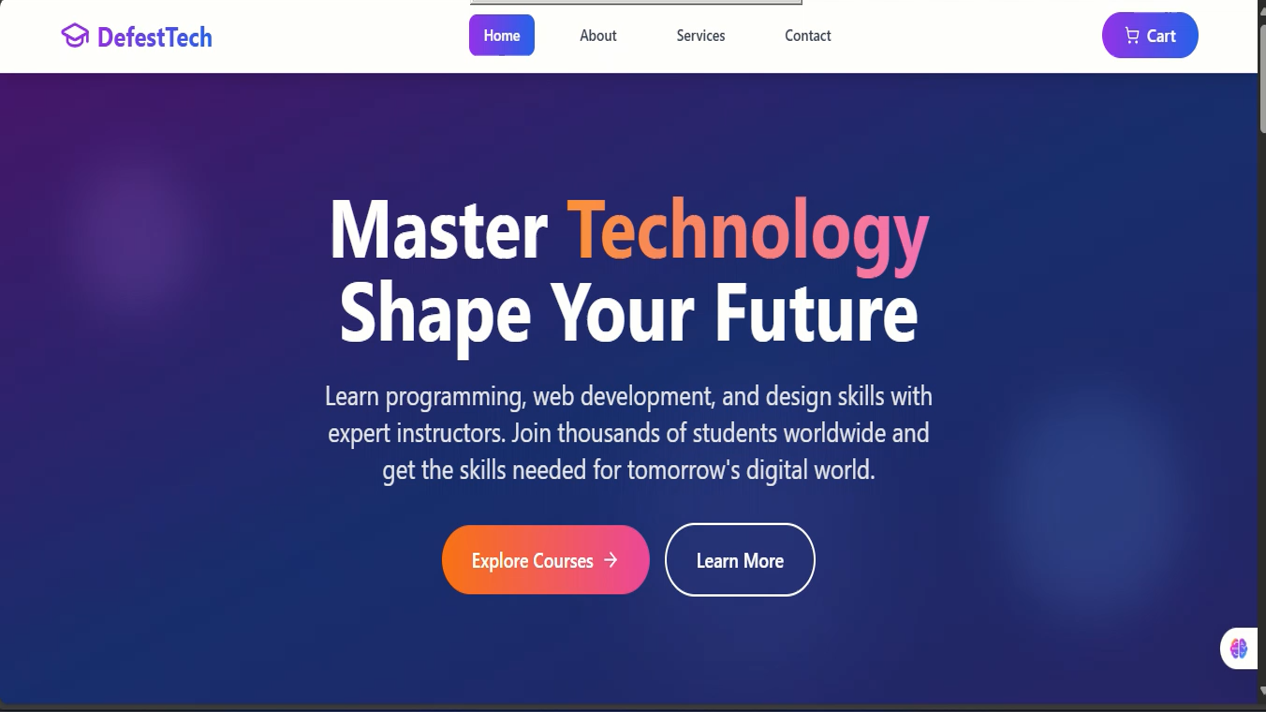 DefestTech
Home
About
Services
Contact
Cart
Master Technology
Shape Your Future
Learn programming, web development, and design skills with
expert instructors. Join thousands of students worldwide and
get the skills needed for tomorrow's digital world.
Explore Courses →
Learn More